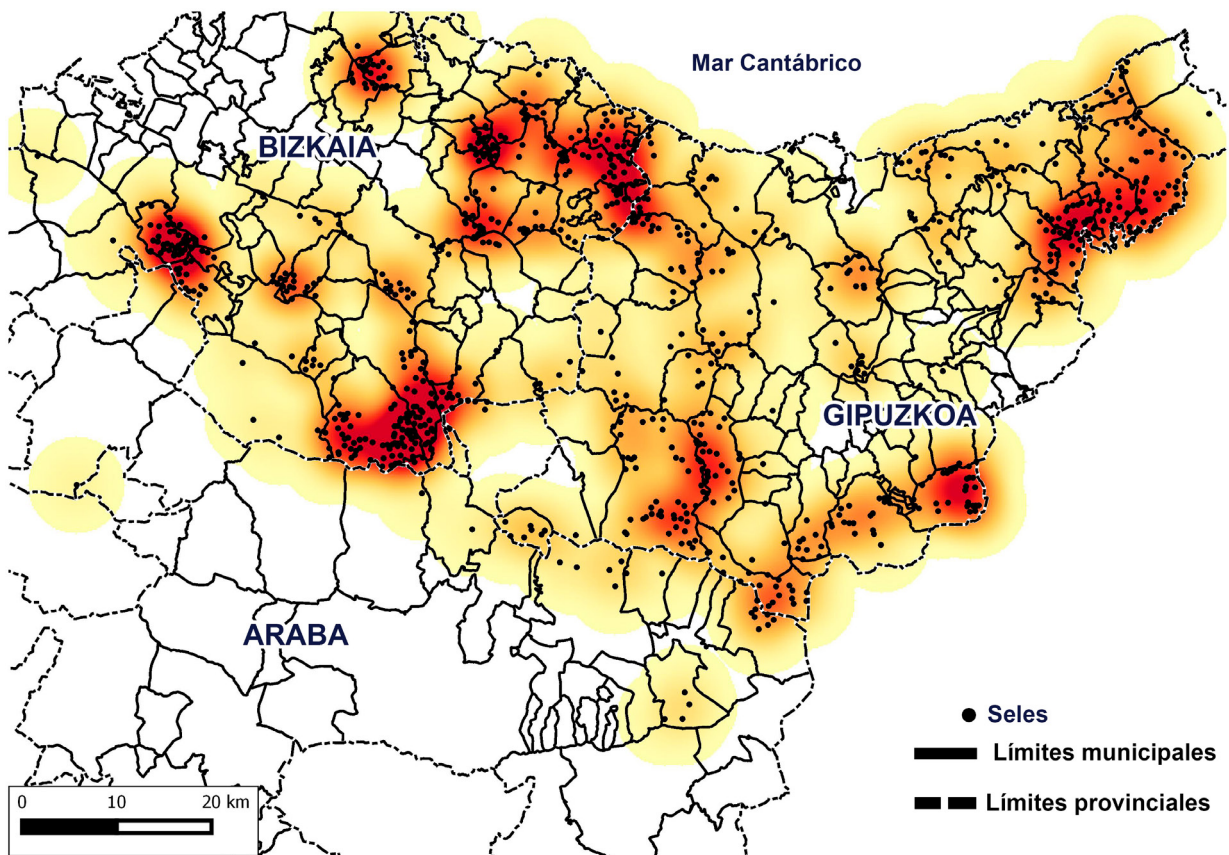 Mar Cantábrico
BIZKAIA
GIPUZKOA
ARABA
Seles
Límites municipales
Límites provinciales
0 10 20 km